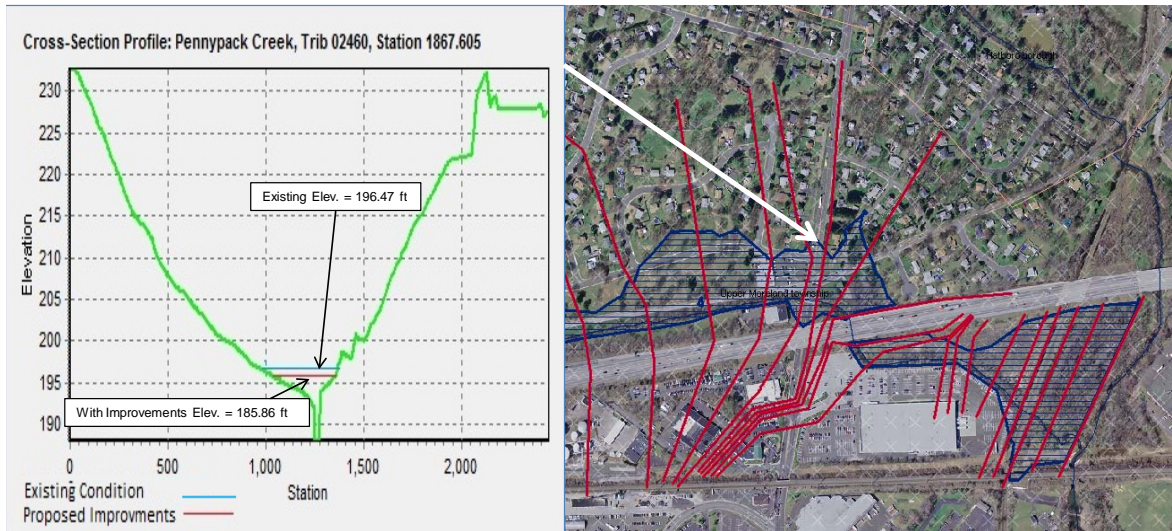 Cross-Section Profile: Pennypack Creek, Trib 02460, Station 1867.605
230
225
220
215
210
205
200
195
190
Elevation
Existing Elev. = 196.47 ft
With Improvements Elev. = 185.86 ft
0
500
1,000
1,500
2,000
Station
Existing Condition
Proposed Improvments
Upper Moreland township